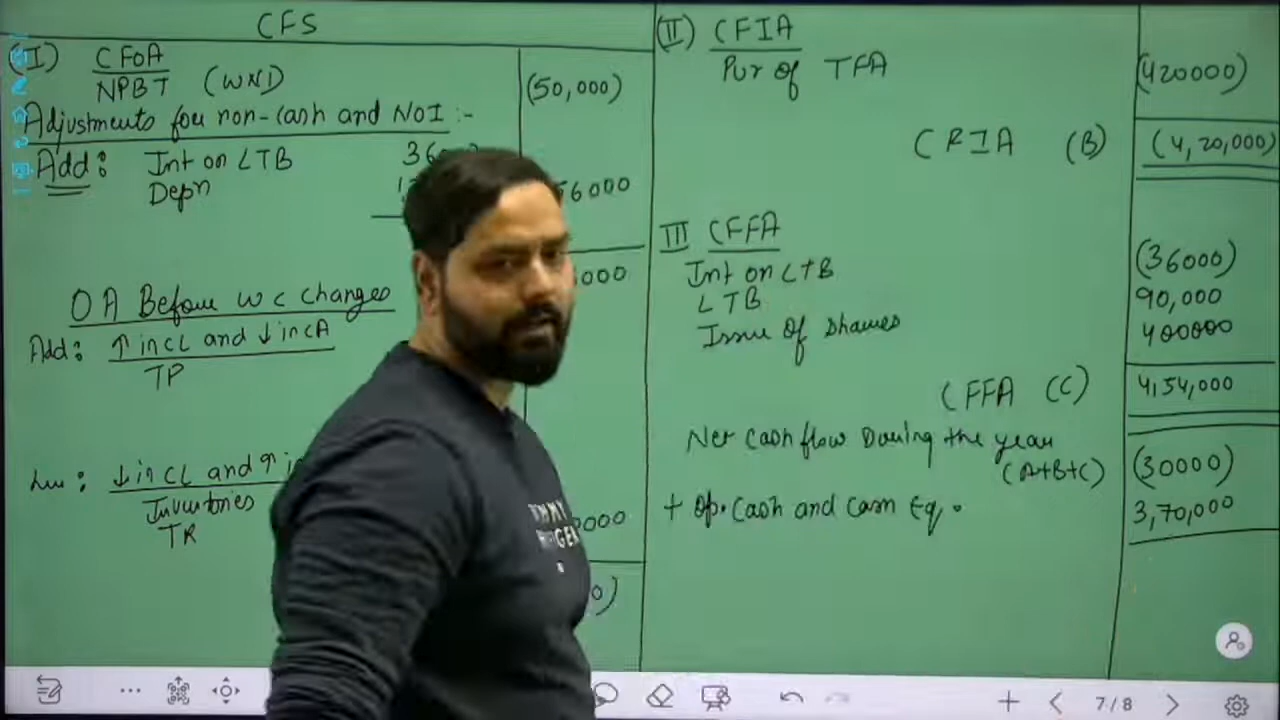 CFS
(I) CFOA
NPBT (WN1) (50,000)
Adjustments for non-cash and NOI :-
Add: Int on LTB
Depn 56000
000
OA Before WC changes
Add: ↑ in CL and ↓ in CA
TP
↓ in CL and ↑
Inventories
TR 000
(II) CFIA
Pur of TFA (420000)
(B) (4,20,000)
III CFFA
Int on LTB (36000)
LTB 90,000
Issue of shares 400000
CFFA (C) 4,54,000
Net cash flow During the year
(A+B+C) (30000)
+ Op. Cash and Cash Eq. 3,70,000
7/8